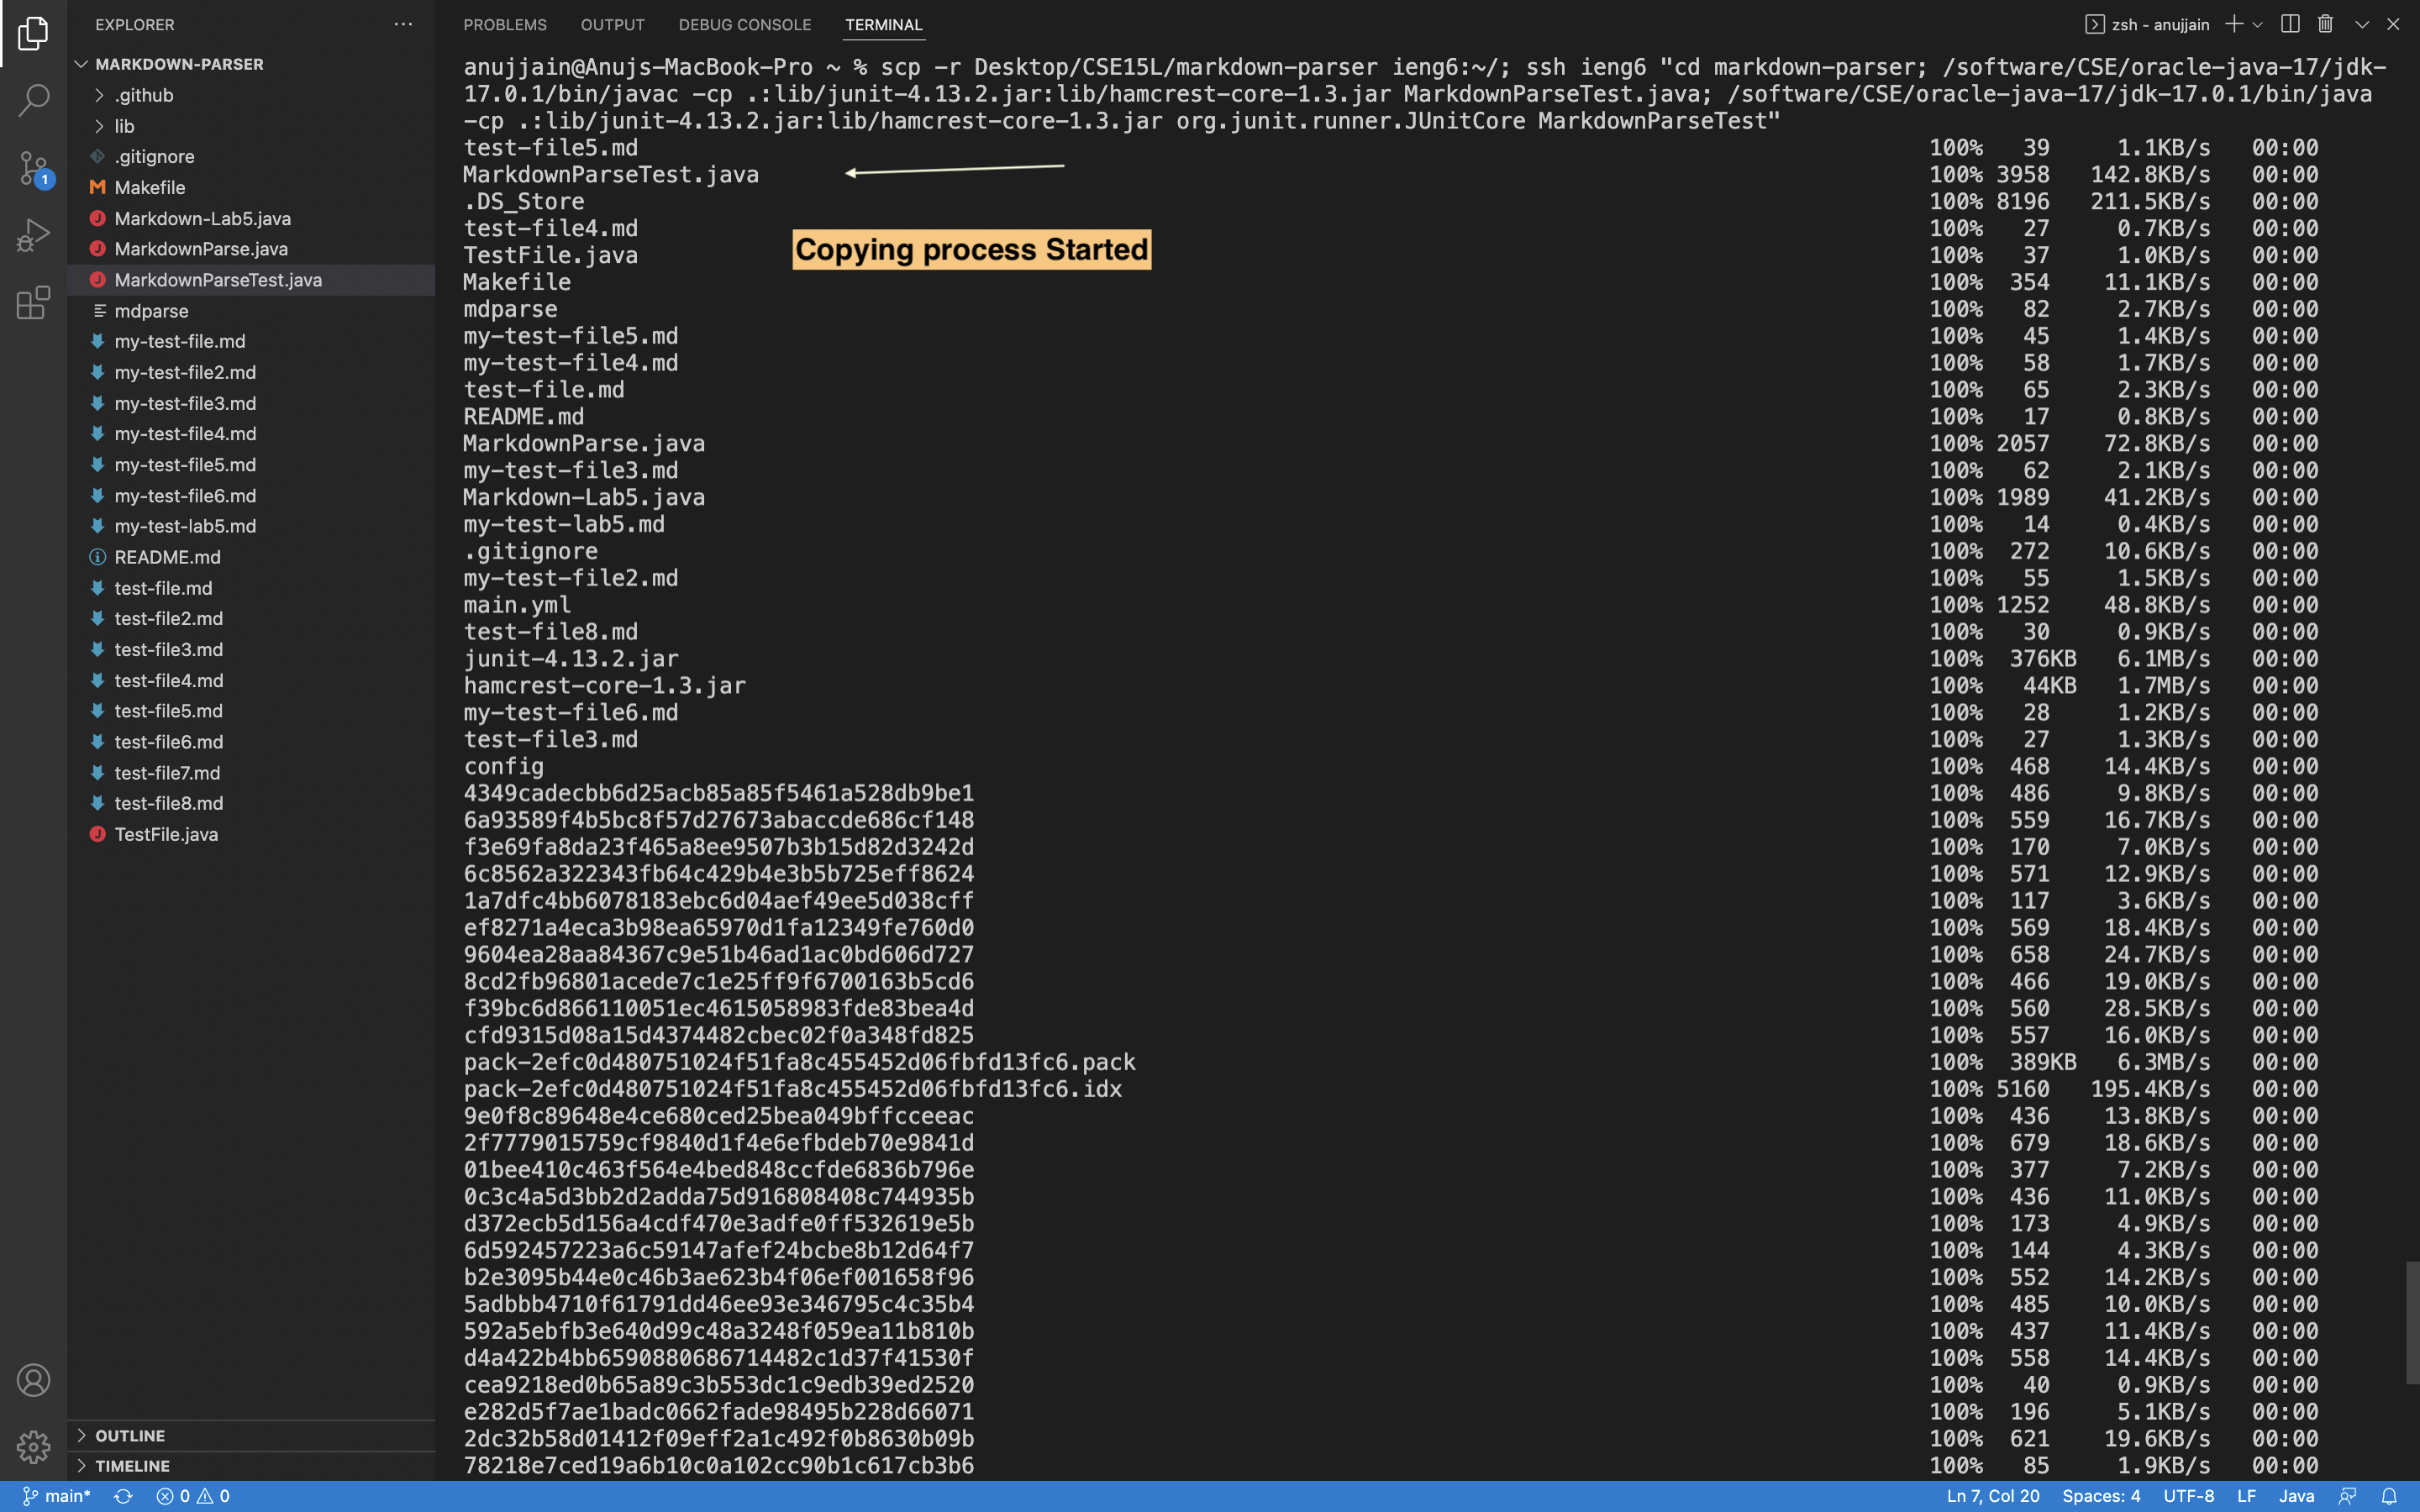 EXPLORER
MARKDOWN-PARSER
.github
lib
.gitignore
Makefile
Markdown-Lab5.java
MarkdownParse.java
MarkdownParseTest.java
mdparse
my-test-file.md
my-test-file2.md
my-test-file3.md
my-test-file4.md
my-test-file5.md
my-test-file6.md
my-test-lab5.md
README.md
test-file.md
test-file2.md
test-file3.md
test-file4.md
test-file5.md
test-file6.md
test-file7.md
test-file8.md
TestFile.java
OUTLINE
TIMELINE
1
PROBLEMS OUTPUT DEBUG CONSOLE TERMINAL
zsh - anujjain
anujjain@Anujs-MacBook-Pro ~ % scp -r Desktop/CSE15L/markdown-parser ieng6:~/; ssh ieng6 "cd markdown-parser; /software/CSE/oracle-java-17/jdk-
17.0.1/bin/javac -cp .:lib/junit-4.13.2.jar:lib/hamcrest-core-1.3.jar MarkdownParseTest.java; /software/CSE/oracle-java-17/jdk-17.0.1/bin/java
-cp .:lib/junit-4.13.2.jar:lib/hamcrest-core-1.3.jar org.junit.runner.JUnitCore MarkdownParseTest"
test-file5.md 100% 39 1.1KB/s 00:00
MarkdownParseTest.java 100% 3958 142.8KB/s 00:00
.DS_Store 100% 8196 211.5KB/s 00:00
test-file4.md 100% 27 0.7KB/s 00:00
Copying process Started
TestFile.java 100% 37 1.0KB/s 00:00
Makefile 100% 354 11.1KB/s 00:00
mdparse 100% 82 2.7KB/s 00:00
my-test-file5.md 100% 45 1.4KB/s 00:00
my-test-file4.md 100% 58 1.7KB/s 00:00
test-file.md 100% 65 2.3KB/s 00:00
README.md 100% 17 0.8KB/s 00:00
MarkdownParse.java 100% 2057 72.8KB/s 00:00
my-test-file3.md 100% 62 2.1KB/s 00:00
Markdown-Lab5.java 100% 1989 41.2KB/s 00:00
my-test-lab5.md 100% 14 0.4KB/s 00:00
.gitignore 100% 272 10.6KB/s 00:00
my-test-file2.md 100% 55 1.5KB/s 00:00
main.yml 100% 1252 48.8KB/s 00:00
test-file8.md 100% 30 0.9KB/s 00:00
junit-4.13.2.jar 100% 376KB 6.1MB/s 00:00
hamcrest-core-1.3.jar 100% 44KB 1.7MB/s 00:00
my-test-file6.md 100% 28 1.2KB/s 00:00
test-file3.md 100% 27 1.3KB/s 00:00
config 100% 468 14.4KB/s 00:00
4349cadecbb6d25acb85a85f5461a528db9be1 100% 486 9.8KB/s 00:00
6a93589f4b5bc8f57d27673abaccde686cf148 100% 559 16.7KB/s 00:00
f3e69fa8da23f465a8ee9507b3b15d82d3242d 100% 170 7.0KB/s 00:00
6c8562a322343fb64c429b4e3b5b725eff8624 100% 571 12.9KB/s 00:00
1a7dfc4bb6078183ebc6d04aef49ee5d038cff 100% 117 3.6KB/s 00:00
ef8271a4eca3b98ea65970d1fa12349fe760d0 100% 569 18.4KB/s 00:00
9604ea28aa84367c9e51b46ad1ac0bd606d727 100% 658 24.7KB/s 00:00
8cd2fb96801acede7c1e25ff9f6700163b5cd6 100% 466 19.0KB/s 00:00
f39bc6d866110051ec4615058983fde83bea4d 100% 560 28.5KB/s 00:00
cfd9315d08a15d4374482cbec02f0a348fd825 100% 557 16.0KB/s 00:00
pack-2efc0d480751024f51fa8c455452d06fbfd13fc6.pack 100% 389KB 6.3MB/s 00:00
pack-2efc0d480751024f51fa8c455452d06fbfd13fc6.idx 100% 5160 195.4KB/s 00:00
9e0f8c89648e4ce680ced25bea049bffcceeac 100% 436 13.8KB/s 00:00
2f7779015759cf9840d1f4e6efbdeb70e9841d 100% 679 18.6KB/s 00:00
01bee410c463f564e4bed848ccfde6836b796e 100% 377 7.2KB/s 00:00
0c3c4a5d3bb2d2adda75d916808408c744935b 100% 436 11.0KB/s 00:00
d372ecb5d156a4cdf470e3adfe0ff532619e5b 100% 173 4.9KB/s 00:00
6d592457223a6c59147afef24bcbe8b12d64f7 100% 144 4.3KB/s 00:00
b2e3095b44e0c46b3ae623b4f06ef001658f96 100% 552 14.2KB/s 00:00
5adbbb4710f61791dd46ee93e346795c4c35b4 100% 485 10.0KB/s 00:00
592a5ebfb3e640d99c48a3248f059ea11b810b 100% 437 11.4KB/s 00:00
d4a422b4bb6590880686714482c1d37f41530f 100% 558 14.4KB/s 00:00
cea9218ed0b65a89c3b553dc1c9edb39ed2520 100% 40 0.9KB/s 00:00
e282d5f7ae1badc0662fade98495b228d66071 100% 196 5.1KB/s 00:00
2dc32b58d01412f09eff2a1c492f0b8630b09b 100% 621 19.6KB/s 00:00
78218e7ced19a6b10c0a102cc90b1c617cb3b6 100% 85 1.9KB/s 00:00
main* 0 0 Ln 7, Col 20 Spaces: 4 UTF-8 LF Java